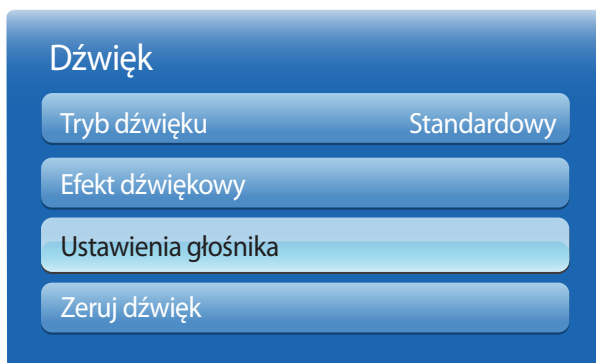 Dźwięk
Tryb dźwięku Standardowy
Efekt dźwiękowy
Ustawienia głośnika
Zeruj dźwięk